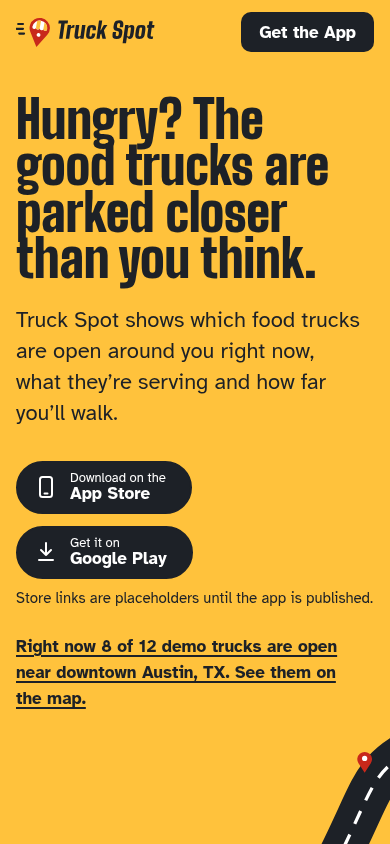 Truck Spot
Get the App
Hungry? The
good trucks are
parked closer
than you think.
Truck Spot shows which food trucks
are open around you right now,
what they’re serving and how far
you’ll walk.
Download on the
App Store
Get it on
Google Play
Store links are placeholders until the app is published.
Right now 8 of 12 demo trucks are open
near downtown Austin, TX. See them on
the map.